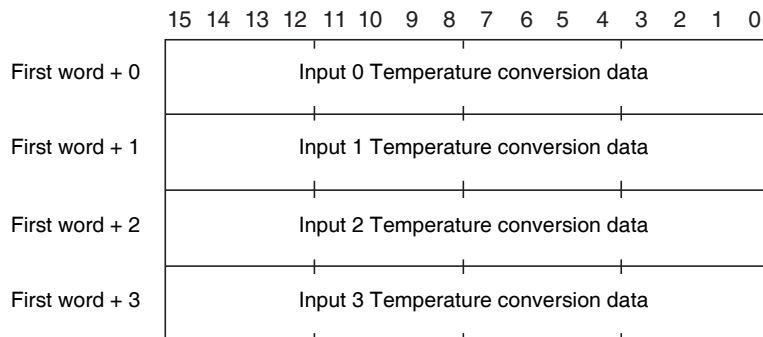 15 14 13 12 11 10 9 8 7 6 5 4 3 2 1 0
First word + 0 Input 0 Temperature conversion data
First word + 1 Input 1 Temperature conversion data
First word + 2 Input 2 Temperature conversion data
First word + 3 Input 3 Temperature conversion data